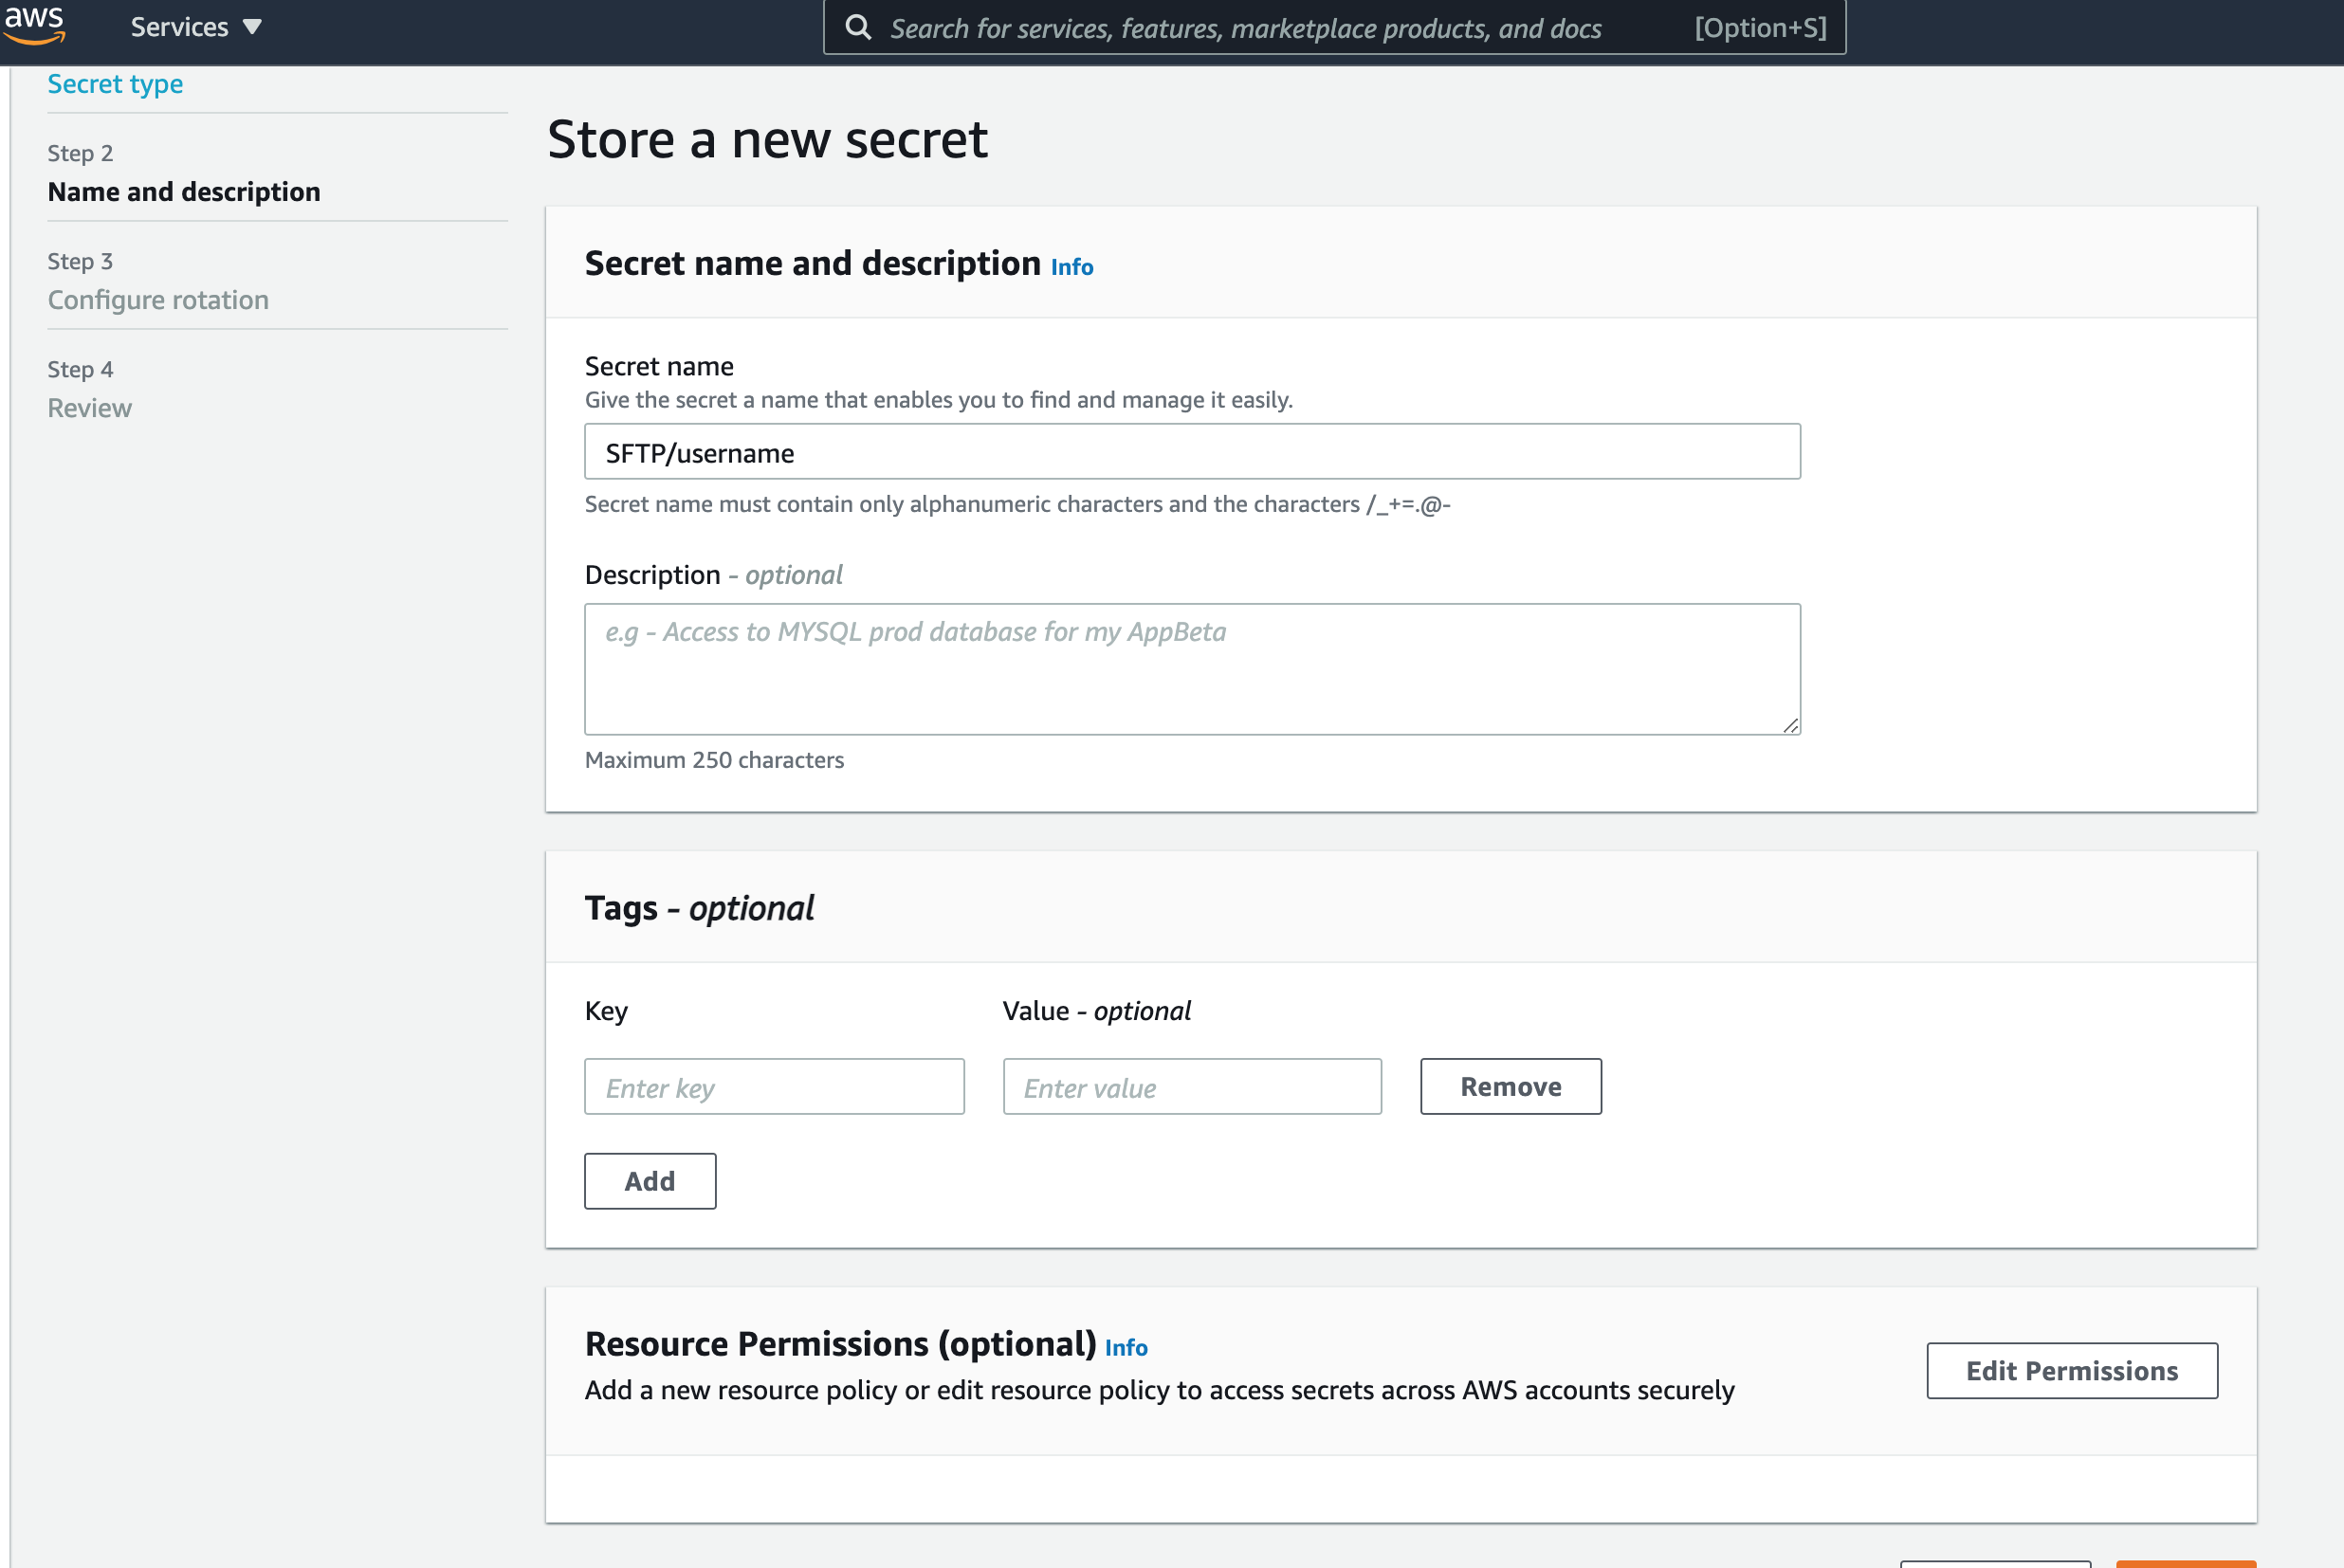 aws
Services ▼
Search for services, features, marketplace products, and docs [Option+S]
Secret type
Step 2
Name and description
Step 3
Configure rotation
Step 4
Review
Store a new secret
Secret name and description Info
Secret name
Give the secret a name that enables you to find and manage it easily.
SFTP/username
Secret name must contain only alphanumeric characters and the characters /_+=.@-
Description - optional
e.g - Access to MYSQL prod database for my AppBeta
Maximum 250 characters
Tags - optional
Key Value - optional
Enter key Enter value Remove
Add
Resource Permissions (optional) Info
Add a new resource policy or edit resource policy to access secrets across AWS accounts securely
Edit Permissions